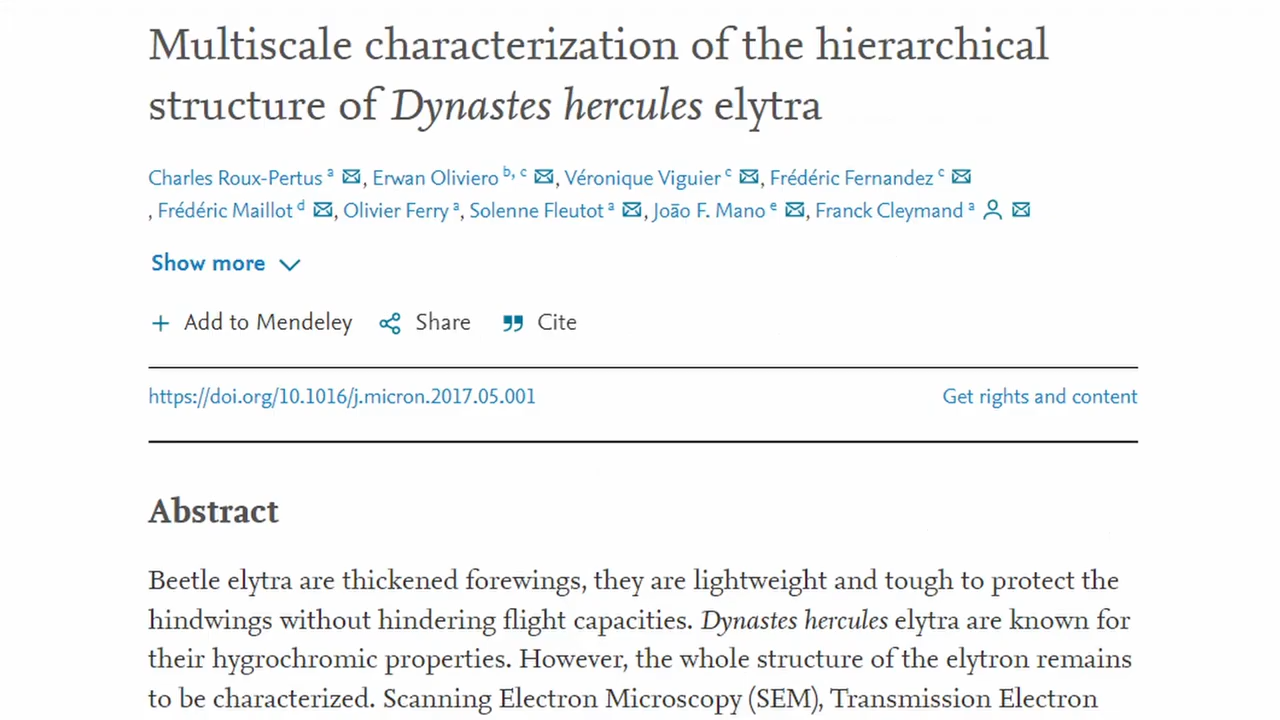 Multiscale characterization of the hierarchical
structure of Dynastes hercules elytra
Charles Roux-Pertus a, Erwan Oliviero b, c, Véronique Viguier c, Frédéric Fernandez c
, Frédéric Maillot d, Olivier Ferry a, Solenne Fleutot a, João F. Mano e, Franck Cleymand a
Show more
+ Add to Mendeley Share Cite
https://doi.org/10.1016/j.micron.2017.05.001 Get rights and content
Abstract
Beetle elytra are thickened forewings, they are lightweight and tough to protect the
hindwings without hindering flight capacities. Dynastes hercules elytra are known for
their hygrochromic properties. However, the whole structure of the elytron remains
to be characterized. Scanning Electron Microscopy (SEM), Transmission Electron